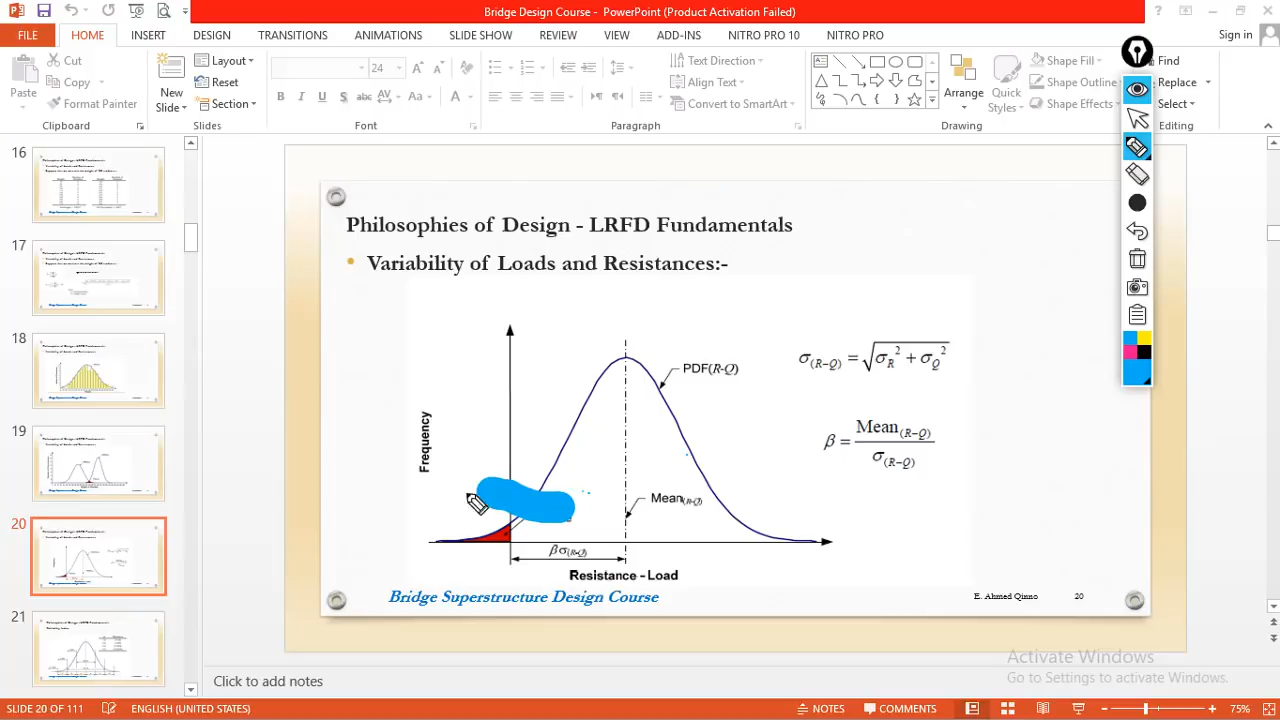 Bridge Design Course - PowerPoint (Product Activation Failed)
FILE HOME INSERT DESIGN TRANSITIONS ANIMATIONS SLIDE SHOW REVIEW VIEW ADD-INS NITRO PRO 10 NITRO PRO Sign in
Paste Cut Copy Format Painter
Clipboard
New Slide Layout Reset Section
Slides
24
B I U S abc AV Aa A
Font
Text Direction Align Text Convert to SmartArt
Paragraph
Arrange Quick Styles Shape Fill Shape Outline Shape Effects
Drawing
Find Replace Select
Editing
16
17
18
19
20
21
Philosophies of Design - LRFD Fundamentals
• Variability of Loads and Resistances:-
Frequency
PDF(R-Q)
Mean(R-Q)
βσ(R-Q)
Resistance - Load
σ(R−Q) = √σR² + σQ²
β = Mean(R−Q) / σ(R−Q)
Bridge Superstructure Design Course
E. Ahmed Qinno 20
Activate Windows
Go to Settings to activate Windows.
Click to add notes
SLIDE 20 OF 111 ENGLISH (UNITED STATES) NOTES COMMENTS 75%